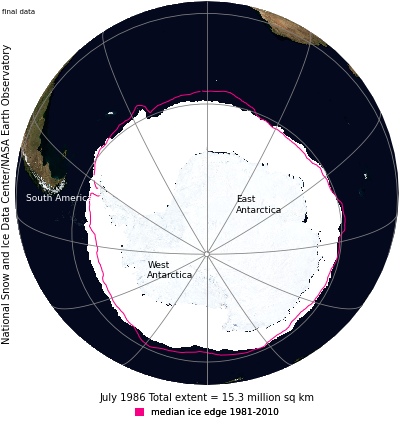 final data
National Snow and Ice Data Center/NASA Earth Observatory
South America
East
Antarctica
West
Antarctica
July 1986 Total extent = 15.3 million sq km
median ice edge 1981-2010